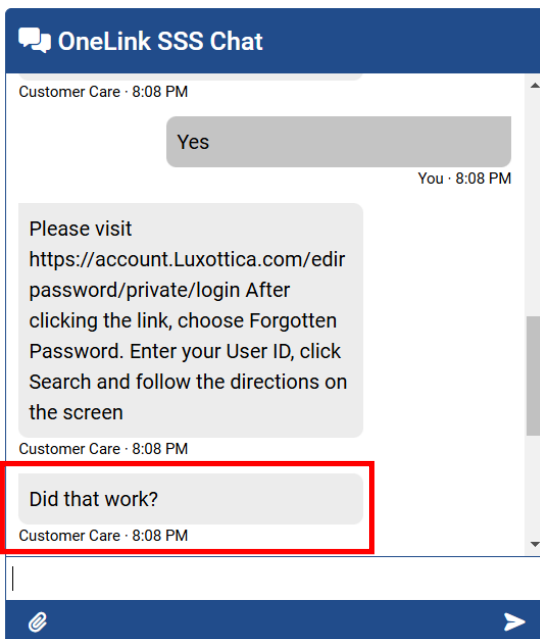 OneLink SSS Chat
Customer Care · 8:08 PM
Yes
You · 8:08 PM
Please visit
https://account.Luxottica.com/edir
password/private/login After
clicking the link, choose Forgotten
Password. Enter your User ID, click
Search and follow the directions on
the screen
Customer Care · 8:08 PM
Did that work?
Customer Care · 8:08 PM